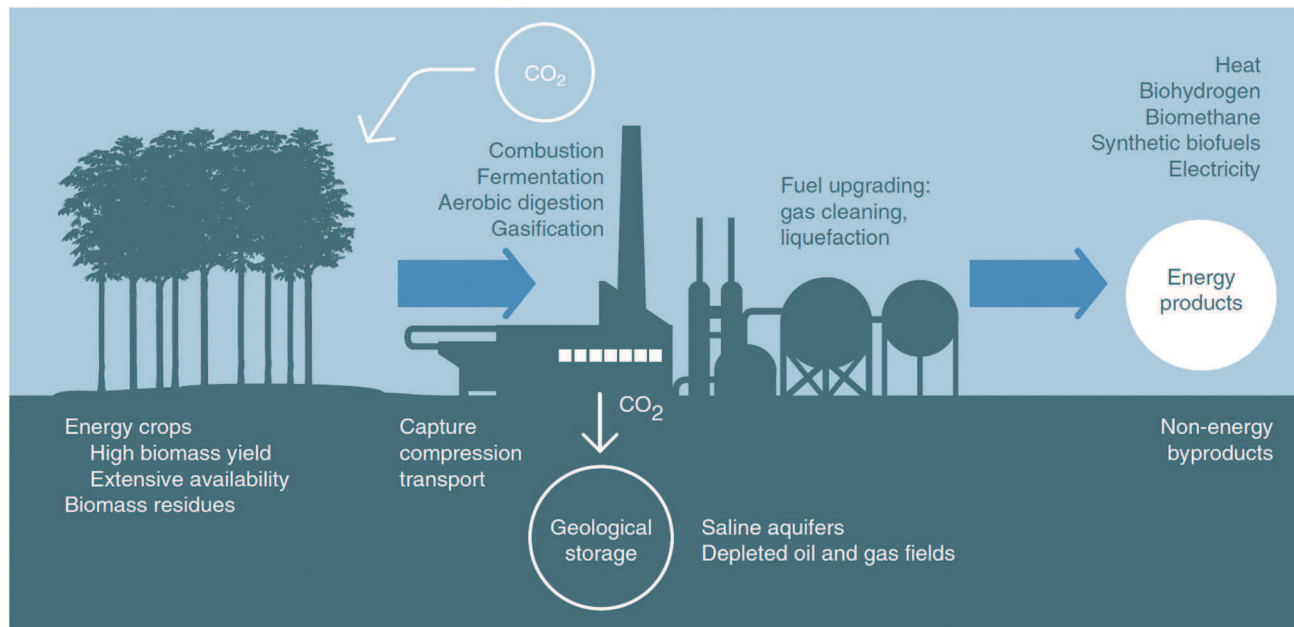 CO₂
Combustion
Fermentation
Aerobic digestion
Gasification
Fuel upgrading:
gas cleaning,
liquefaction
Heat
Biohydrogen
Biomethane
Synthetic biofuels
Electricity
Energy
products
Energy crops
High biomass yield
Extensive availability
Biomass residues
Capture
compression
transport
CO₂
Geological
storage
Saline aquifers
Depleted oil and gas fields
Non-energy
byproducts